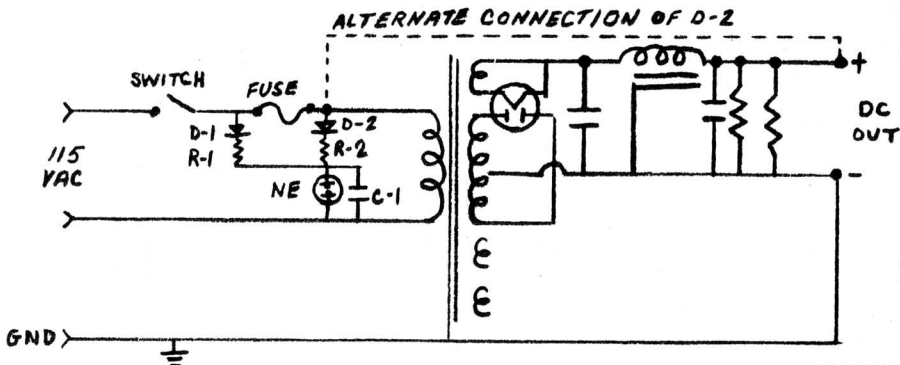 ALTERNATE CONNECTION OF D-2
SWITCH
FUSE
+
D-1
D-2
R-1
R-2
115
VAC
NE
C-1
DC
OUT
-
GND